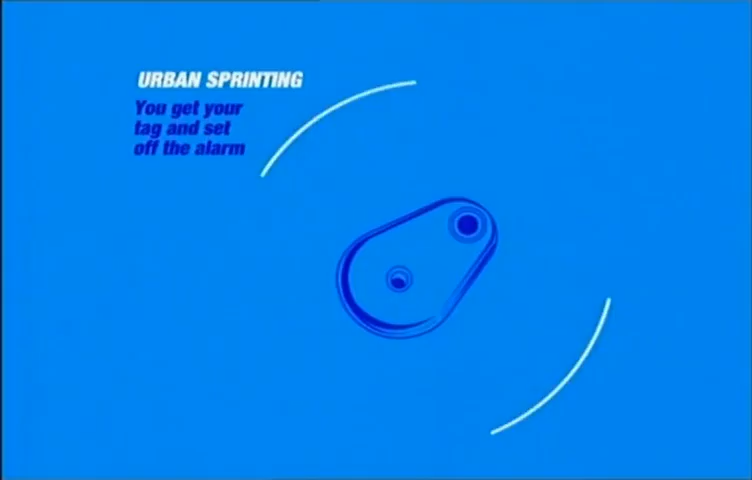 URBAN SPRINTING
You get your
tag and set
off the alarm